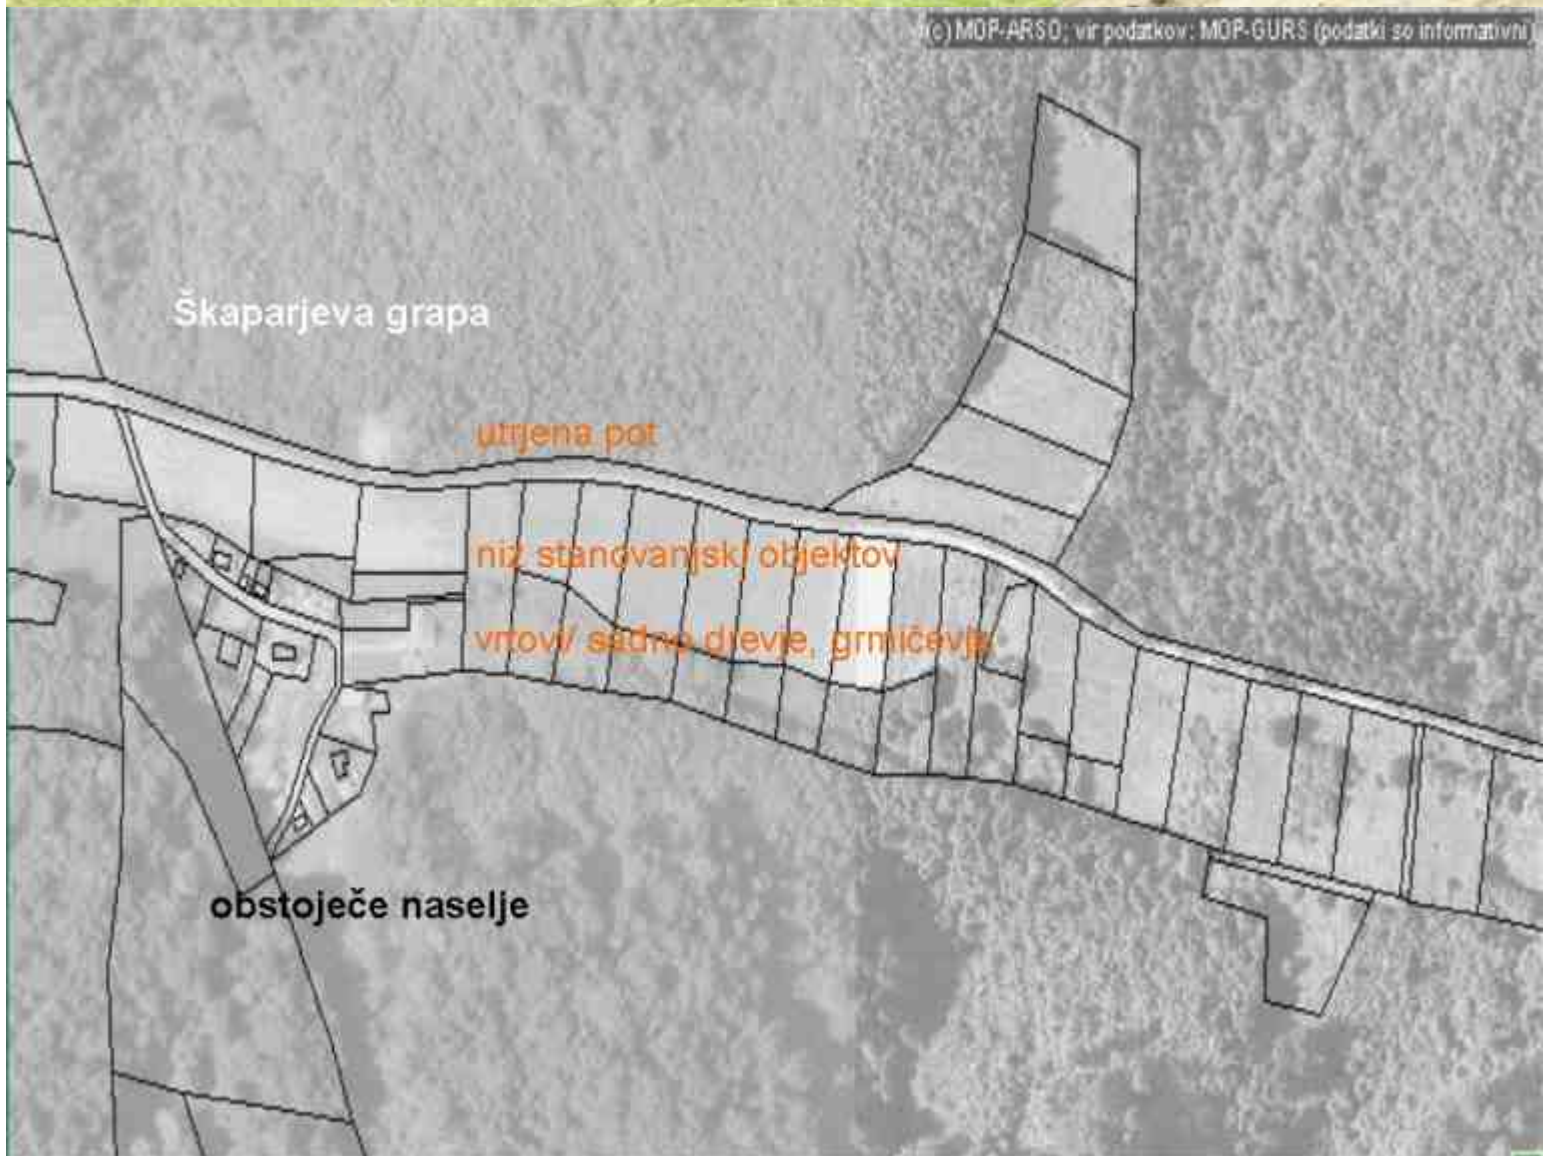 (c) MOP-ARSO; vir podatkov: MOP-GURS (podatki so informativni)
Škaparjeva grapa
utrjena pot
niz stanovanjski objektov
vrtovi/ sadno drevje, grmičevje
obstoječe naselje